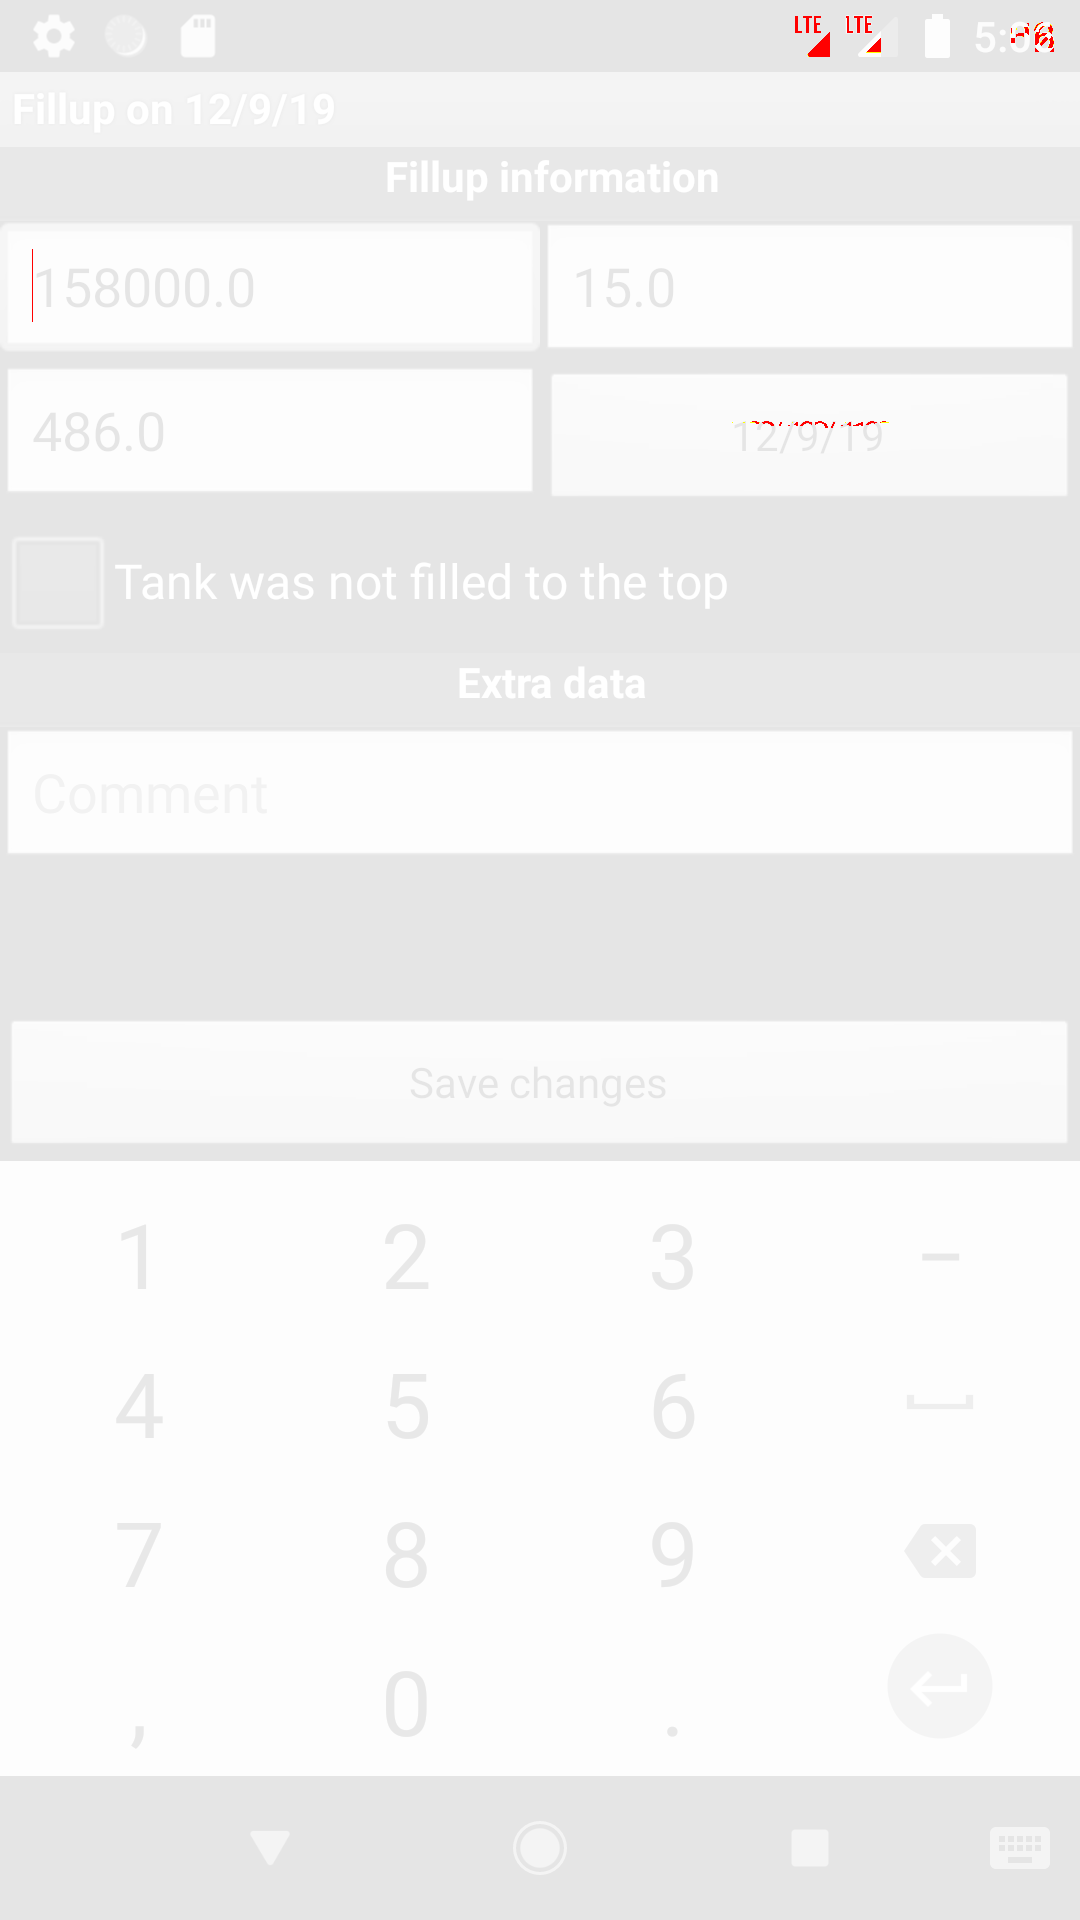 LTE LTE
Fillup on 12/9/19
Fillup information
158000.0 15.0
486.0 12/9/19
Tank was not filled to the top
Extra data
Comment
Save changes
1 2 3 –
4 5 6
7 8 9
, 0 .